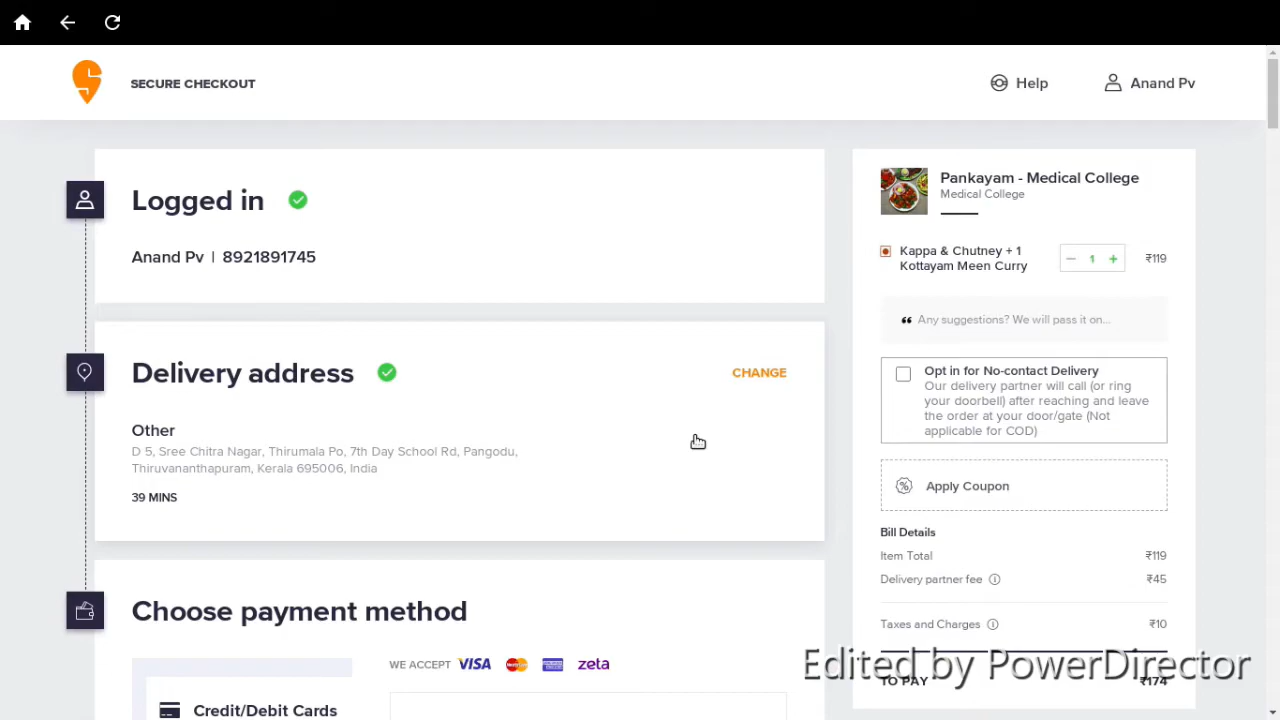 SECURE CHECKOUT
Help
Anand Pv
Logged in
Anand Pv | 8921891745
Delivery address
CHANGE
Other
D 5, Sree Chitra Nagar, Thirumala Po, 7th Day School Rd, Pangodu,
Thiruvananthapuram, Kerala 695006, India
39 MINS
Choose payment method
WE ACCEPT VISA zeta
Credit/Debit Cards
Pankayam - Medical College
Medical College
Kappa & Chutney + 1
Kottayam Meen Curry
− 1 + ₹119
❝ Any suggestions? We will pass it on...
Opt in for No-contact Delivery
Our delivery partner will call (or ring
your doorbell) after reaching and leave
the order at your door/gate (Not
applicable for COD)
Apply Coupon
Bill Details
Item Total ₹119
Delivery partner fee ₹45
Taxes and Charges ₹10
Edited by PowerDirector
TO PAY ₹174